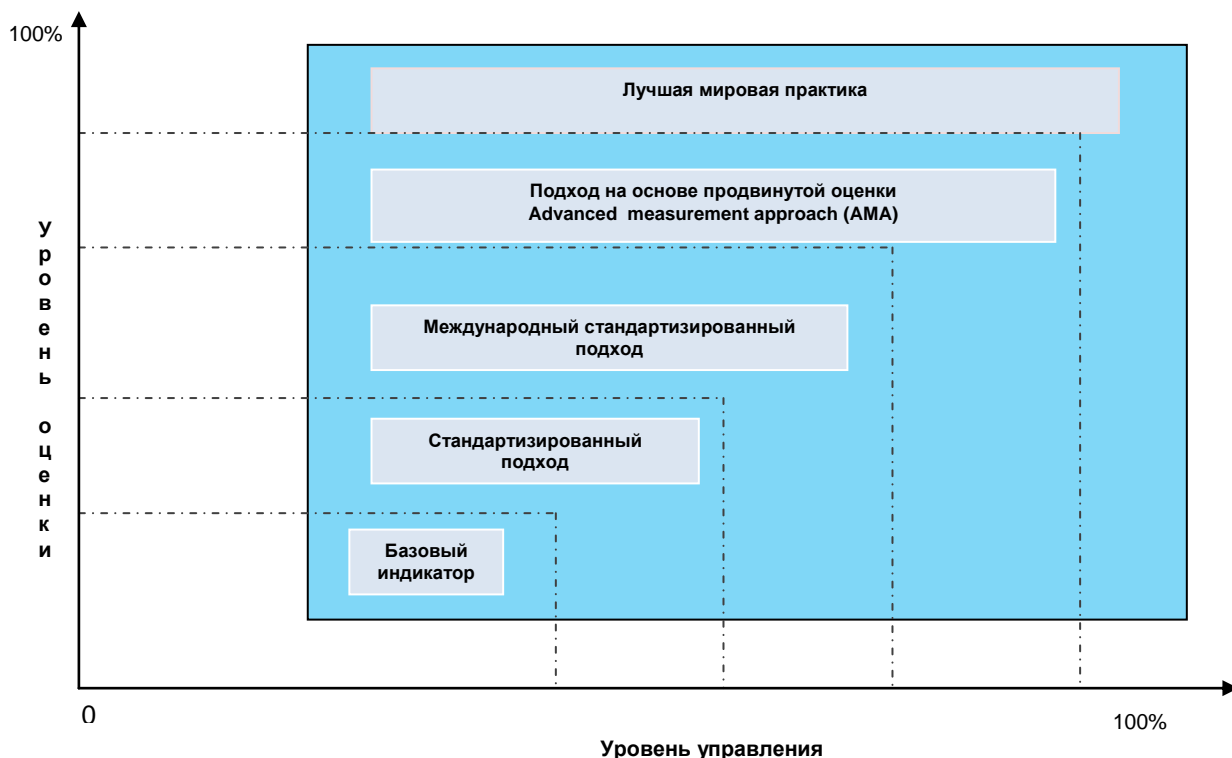 100%
Лучшая мировая практика
Подход на основе продвинутой оценки
Advanced measurement approach (AMA)
Международный стандартизированный
подход
Стандартизированный
подход
Базовый
индикатор
Уровень оценки
0
100%
Уровень управления